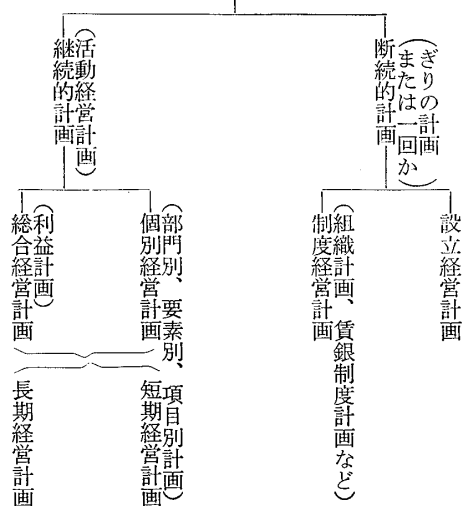 断続的計画
(または一回か
ぎりの計画)
設立経営計画
制度経営計画
(組織計画、賃銀制度計画など)
継続的計画
(活動経営計画)
個別経営計画
(部門別、要素別、項目別計画)
総合経営計画
(利益計画)
短期経営計画
長期経営計画